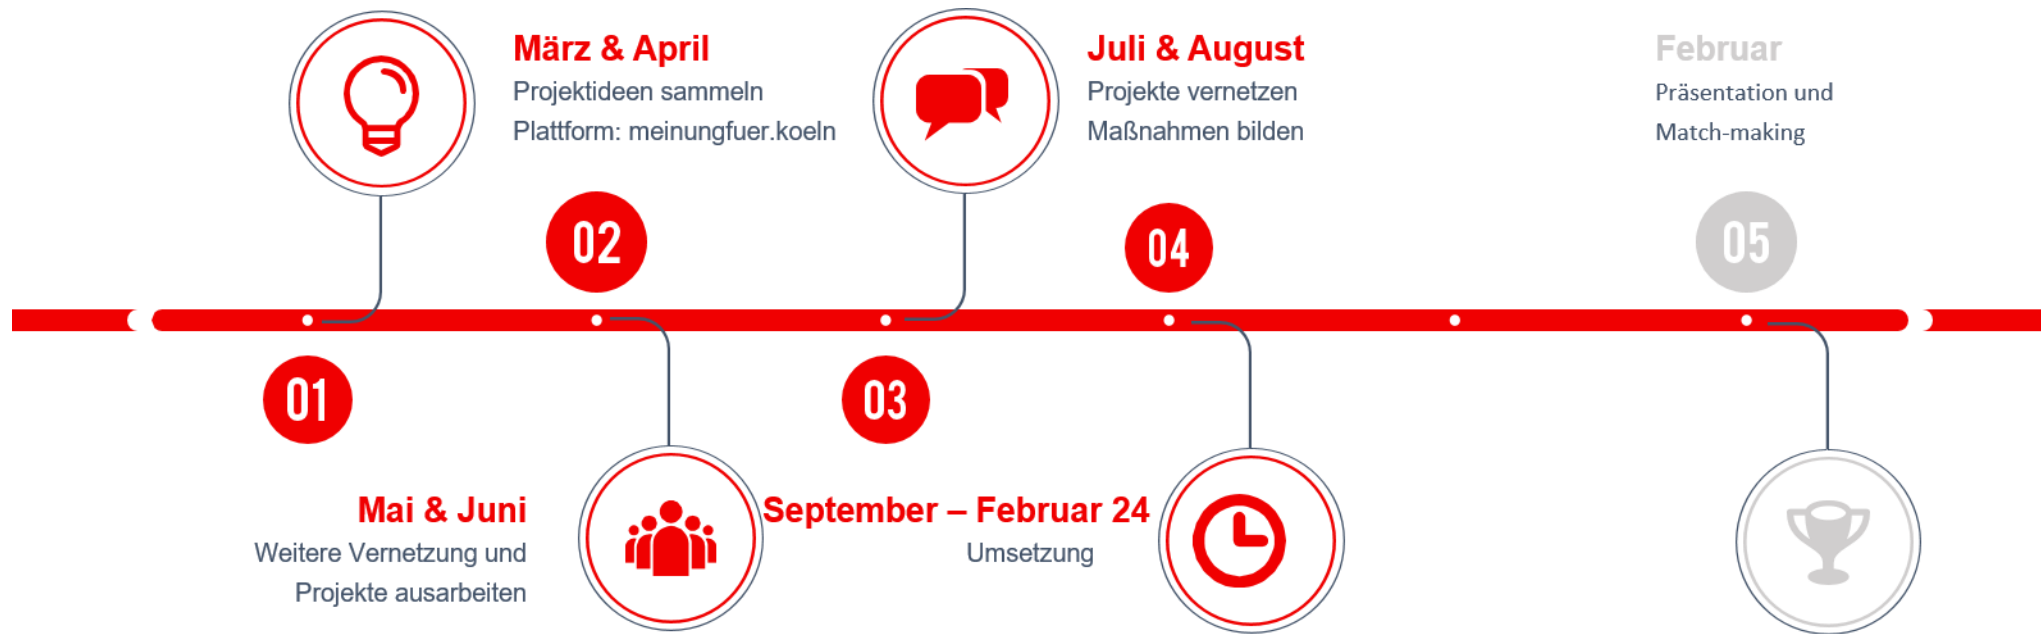 März & April
Projektideen sammeln
Plattform: meinungfuer.koeln
Juli & August
Projekte vernetzen
Maßnahmen bilden
Februar
Präsentation und
Match-making
02
04
05
01
03
Mai & Juni
Weitere Vernetzung und
Projekte ausarbeiten
September – Februar 24
Umsetzung